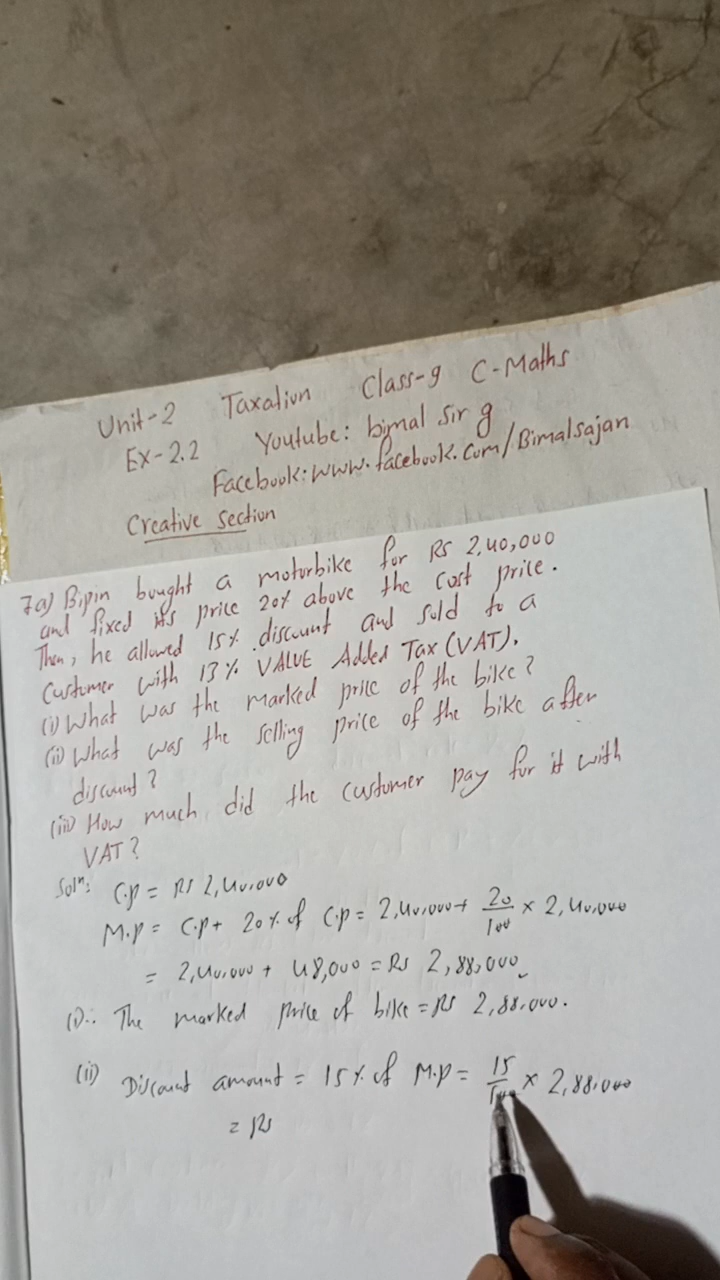 Unit-2 Taxation Class-9 C-Maths
Ex-2.2 Youtube: bimal sir g
Facebook: www.facebook.com/Bimalsajan
Creative section
7a) Bipin bought a motorbike for RS 2,40,000
and fixed its price 20% above the cost price.
Then, he allowed 15% discount and sold to a
Customer with 13% VALUE Added Tax (VAT).
(i) What was the marked price of the bike?
(ii) What was the selling price of the bike after
discount?
(iii) How much did the customer pay for it with
VAT?
Solⁿ: C.p = RS 2,40,000
M.p = C.p + 20% of C.p = 2,40,000 + 20/100 × 2,40,000
= 2,40,000 + 48,000 = Rs 2,88,000
(i) ∴ The marked price of bike = RS 2,88,000.
(ii) Discount amount = 15% of M.p = 15/100 × 2,88,000
= RS